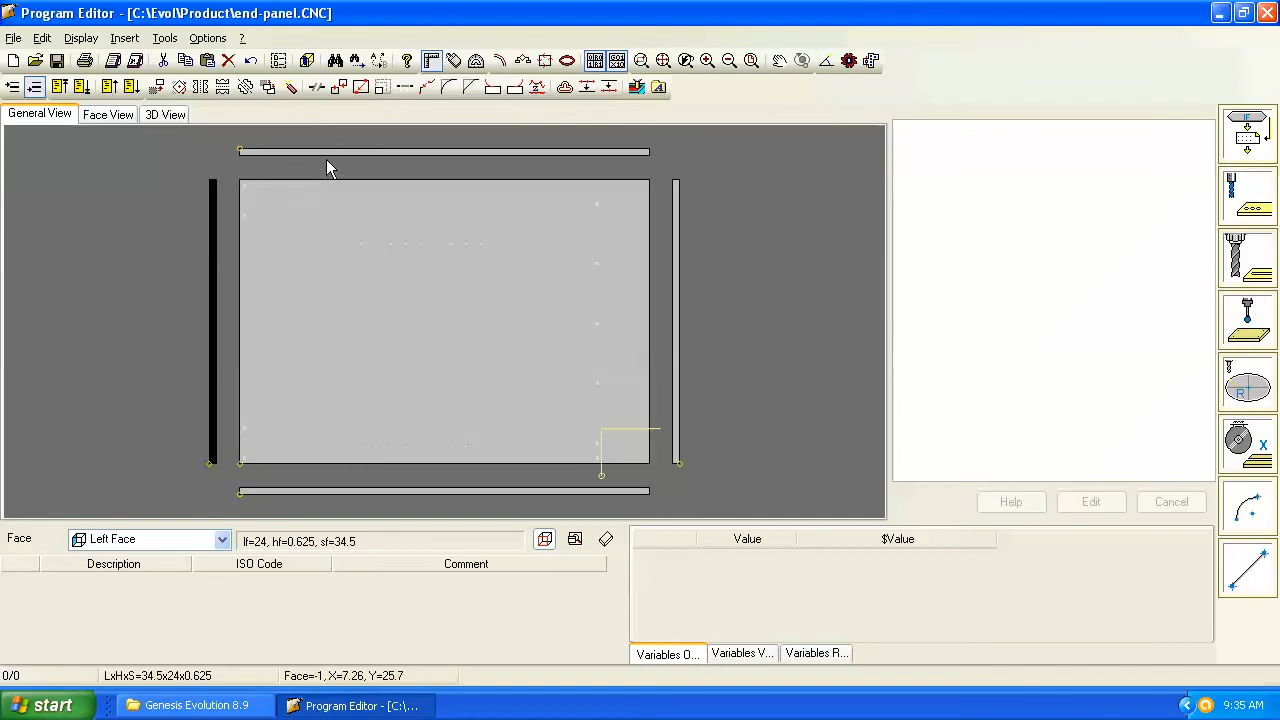 Program Editor - [C:\Evol\Product\end-panel.CNC]
File Edit Display Insert Tools Options ?
General View Face View 3D View
IF
R
X
Help Edit Cancel
Face Left Face lf=24, hf=0.625, sf=34.5
Description ISO Code Comment
Value $Value
Variables O... Variables V... Variables R...
0/0 LxHxS=34.5x24x0.625 Face=-1, X=7.26, Y=25.7
start Genesis Evolution 8.9 Program Editor - [C:\... 9:35 AM